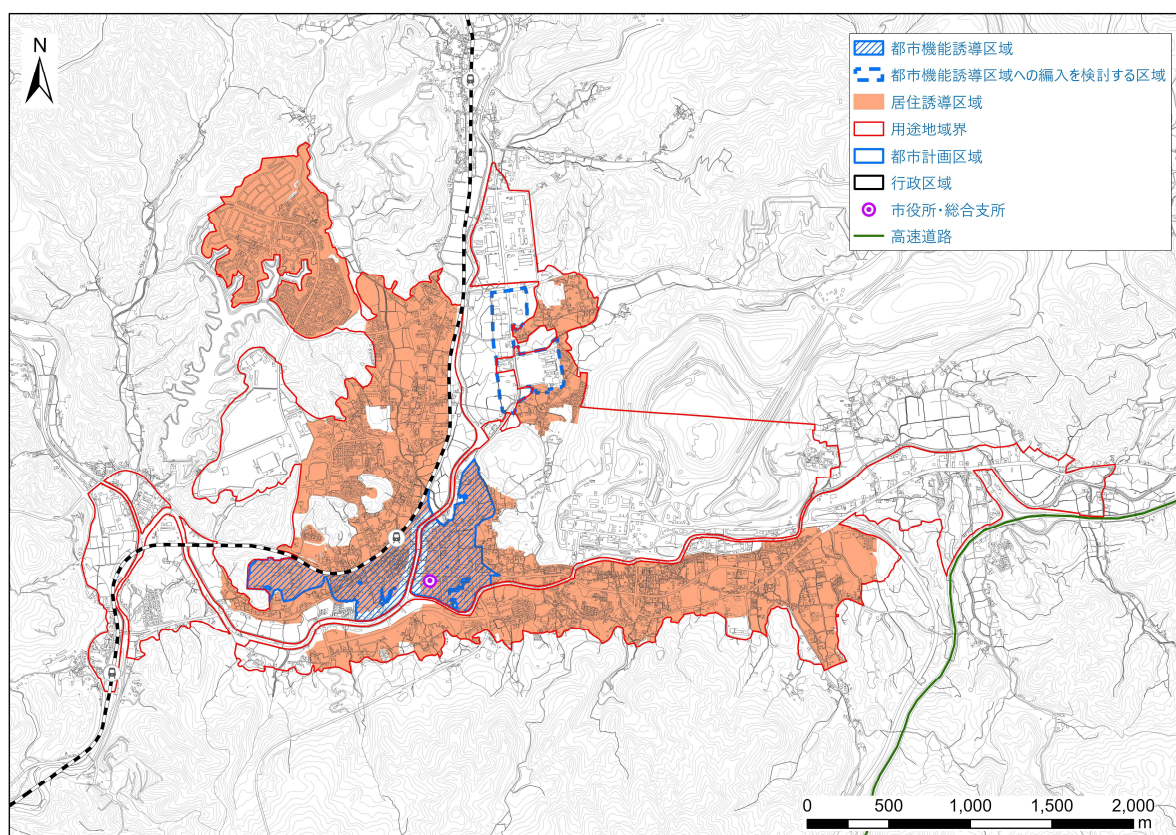 N
都市機能誘導区域
都市機能誘導区域への編入を検討する区域
居住誘導区域
用途地域界
都市計画区域
行政区域
市役所・総合支所
高速道路
0 500 1,000 1,500 2,000
m